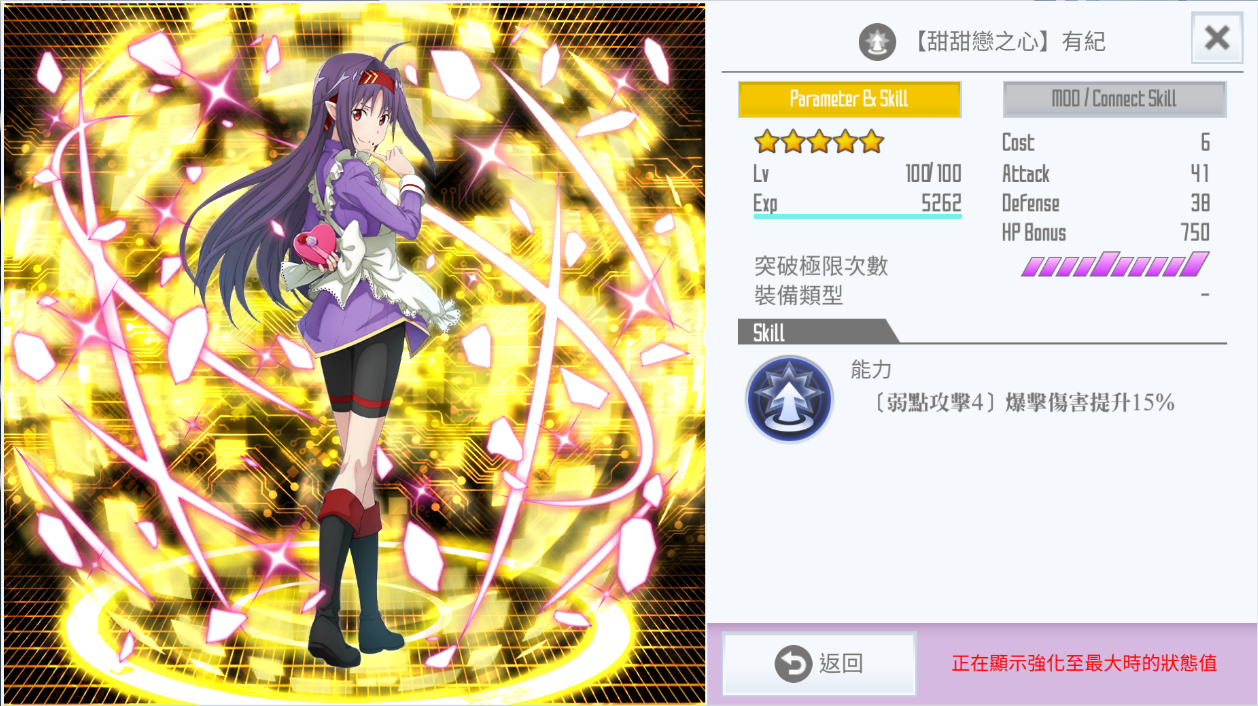 【甜甜戀之心】有紀
Parameter & Skill
MOD / Connect Skill
Lv 100/100
Exp 5262
Cost 6
Attack 41
Defense 38
HP Bonus 750
突破極限次數
裝備類型 -
Skill
能力
〔弱點攻擊4〕爆擊傷害提升15%
返回
正在顯示強化至最大時的狀態值